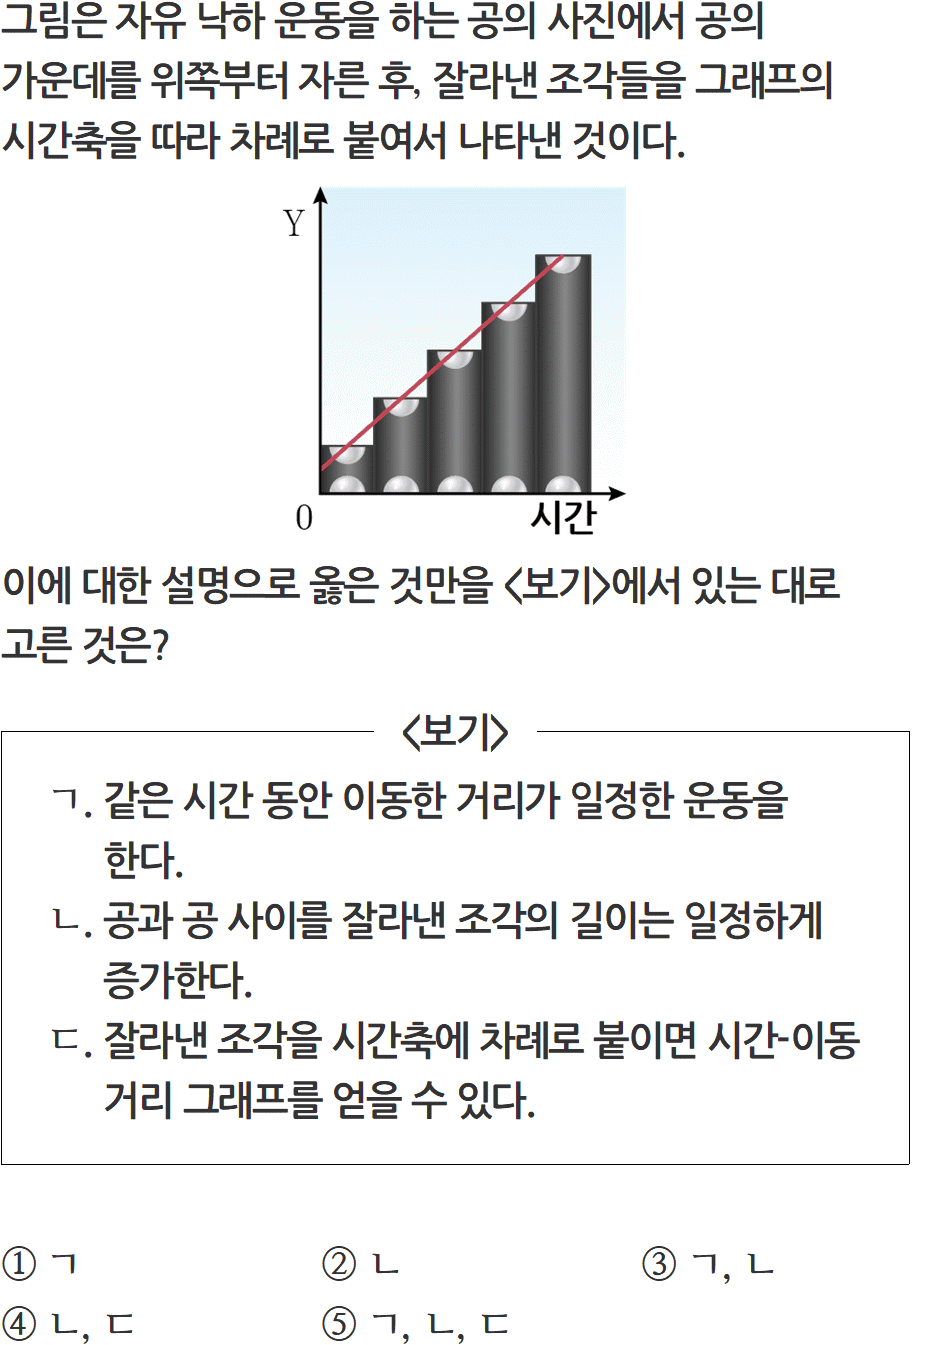 그림은 자유 낙하 운동을 하는 공의 사진에서 공의
가운데를 위쪽부터 자른 후, 잘라낸 조각들을 그래프의
시간축을 따라 차례로 붙여서 나타낸 것이다.
Y
0
시간
이에 대한 설명으로 옳은 것만을 <보기>에서 있는 대로
고른 것은?
<보기>
ㄱ. 같은 시간 동안 이동한 거리가 일정한 운동을
한다.
ㄴ. 공과 공 사이를 잘라낸 조각의 길이는 일정하게
증가한다.
ㄷ. 잘라낸 조각을 시간축에 차례로 붙이면 시간-이동
거리 그래프를 얻을 수 있다.
① ㄱ ② ㄴ ③ ㄱ, ㄴ
④ ㄴ, ㄷ ⑤ ㄱ, ㄴ, ㄷ